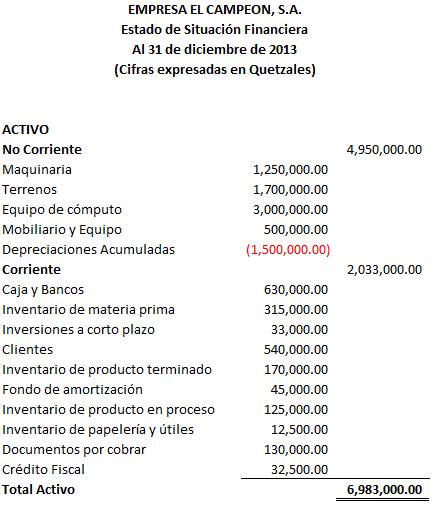 EMPRESA EL CAMPEON, S.A.
Estado de Situación Financiera
Al 31 de diciembre de 2013
(Cifras expresadas en Quetzales)
ACTIVO
No Corriente 4,950,000.00
Maquinaria 1,250,000.00
Terrenos 1,700,000.00
Equipo de cómputo 3,000,000.00
Mobiliario y Equipo 500,000.00
Depreciaciones Acumuladas (1,500,000.00)
Corriente 2,033,000.00
Caja y Bancos 630,000.00
Inventario de materia prima 315,000.00
Inversiones a corto plazo 33,000.00
Clientes 540,000.00
Inventario de producto terminado 170,000.00
Fondo de amortización 45,000.00
Inventario de producto en proceso 125,000.00
Inventario de papelería y útiles 12,500.00
Documentos por cobrar 130,000.00
Crédito Fiscal 32,500.00
Total Activo 6,983,000.00